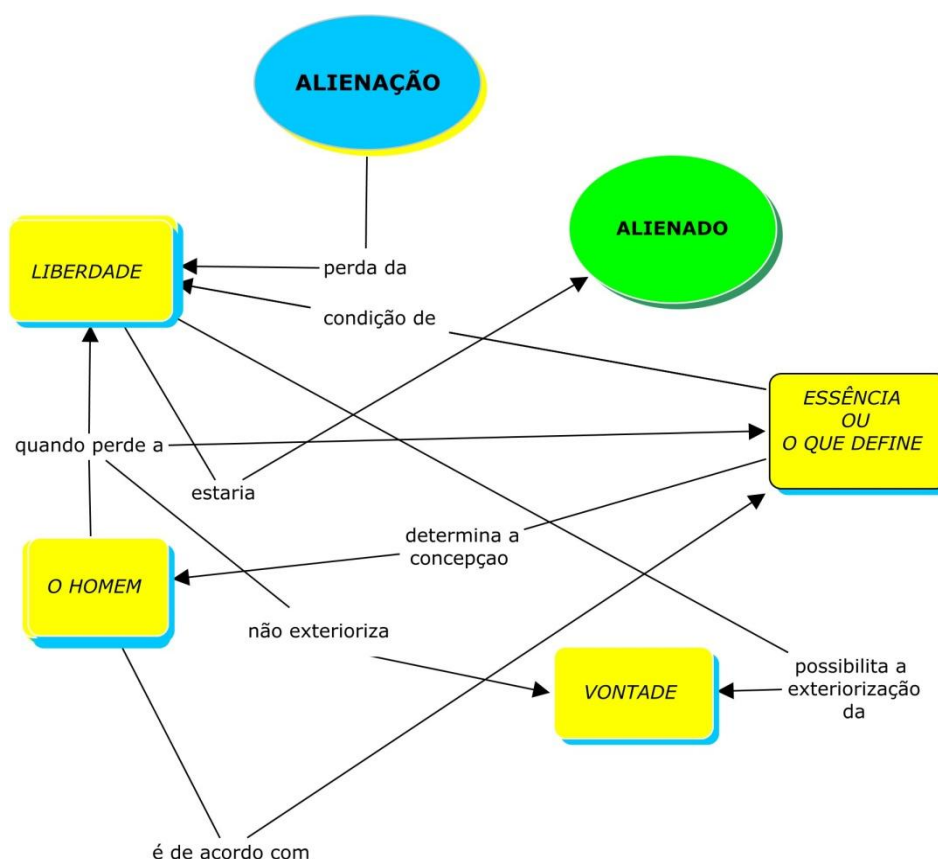 ALIENAÇÃO
ALIENADO
LIBERDADE
perda da
condição de
ESSÊNCIA
OU
O QUE DEFINE
quando perde a
estaria
determina a
concepçao
O HOMEM
não exterioriza
VONTADE
possibilita a
exteriorização
da
é de acordo com